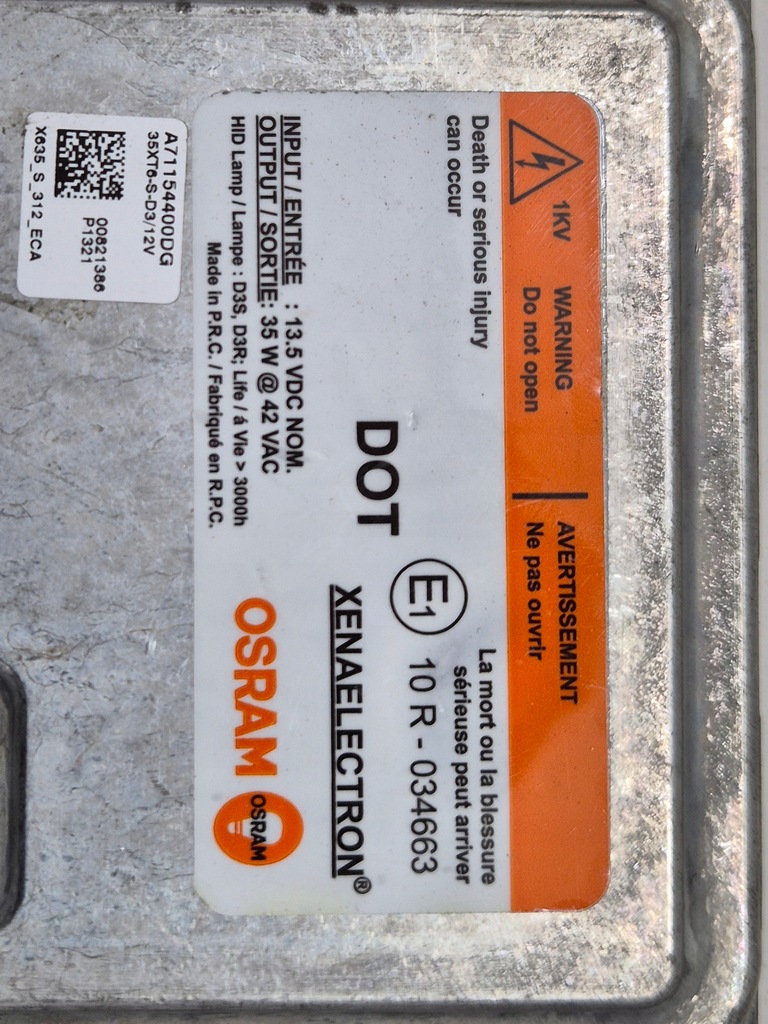 1KV
WARNING
Do not open
AVERTISSEMENT
Ne pas ouvrir
Death or serious injury
can occur
La mort ou la blessure
sérieuse peut arriver
DOT
E1
10 R - 034663
XENAELECTRON®
INPUT / ENTRÉE : 13.5 VDC NOM.
OUTPUT / SORTIE: 35 W @ 42 VAC
HID Lamp / Lampe : D3S, D3R; Life / á Vie > 3000h
Made in P.R.C. / Fabriqué en R.P.C.
OSRAM
OSRAM
A71154400DG
35XT6-S-D3/12V
00821386
P1321
X635_S_312_ECA